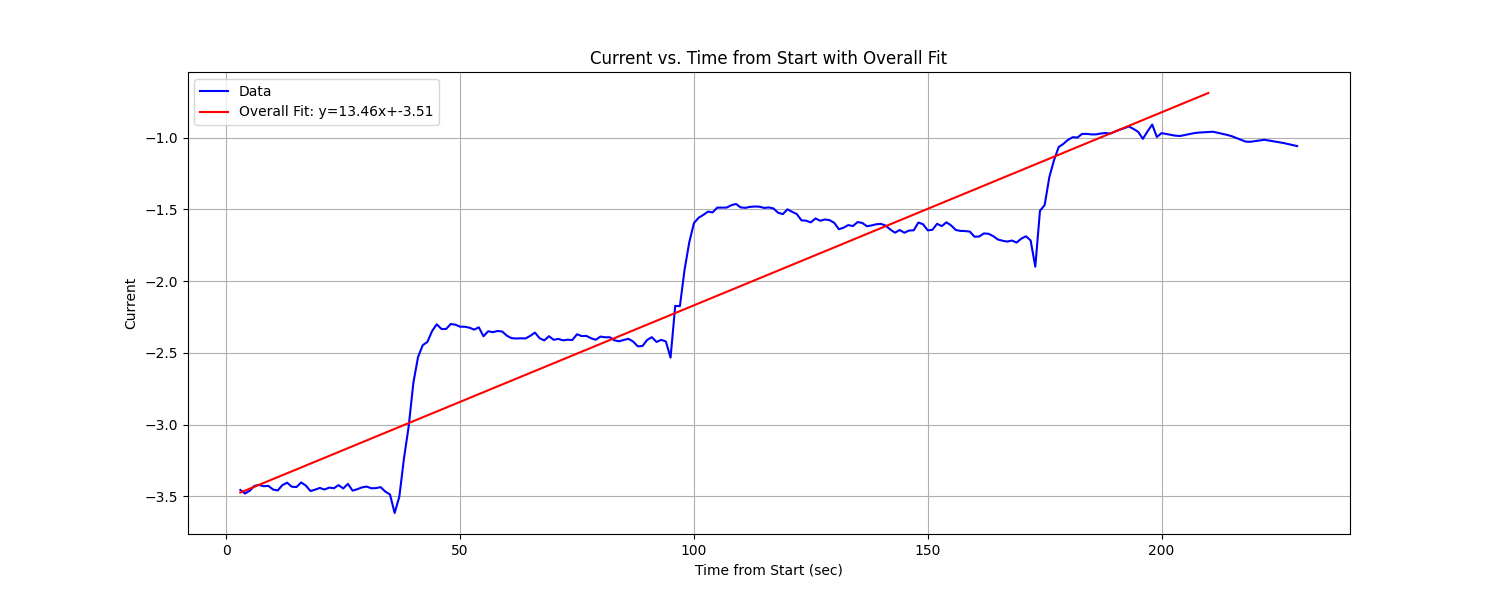 Current vs. Time from Start with Overall Fit
Data
Overall Fit: y=13.46x+-3.51
−1.0
−1.5
−2.0
−2.5
−3.0
−3.5
Current
0 50 100 150 200
Time from Start (sec)